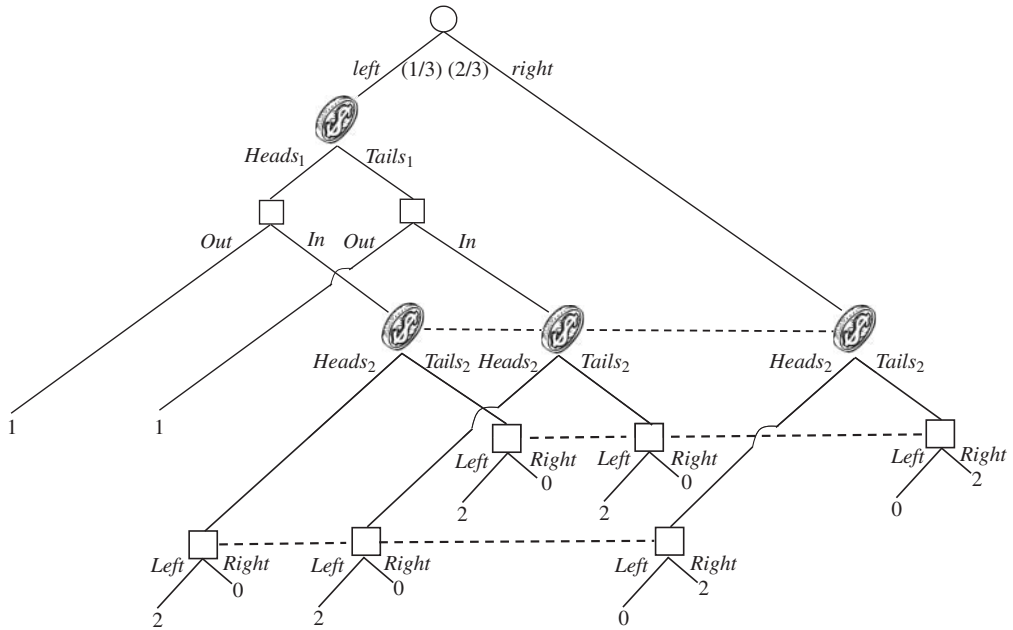 left (1/3) (2/3) right
Heads₁ Tails₁
Out In Out In
Heads₂ Tails₂ Heads₂ Tails₂ Heads₂ Tails₂
1 1
Left Right Left Right Left Right
0 0 2
2 2 0
Left Right Left Right Left Right
0 0 2
2 2 0